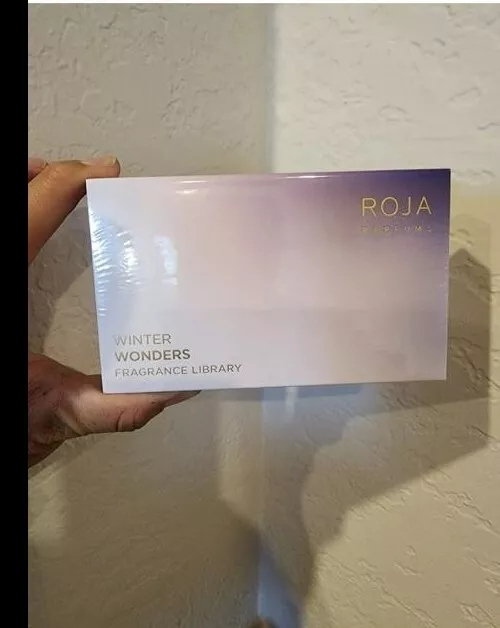 ROJA
PARFUMS
WINTER
WONDERS
FRAGRANCE LIBRARY